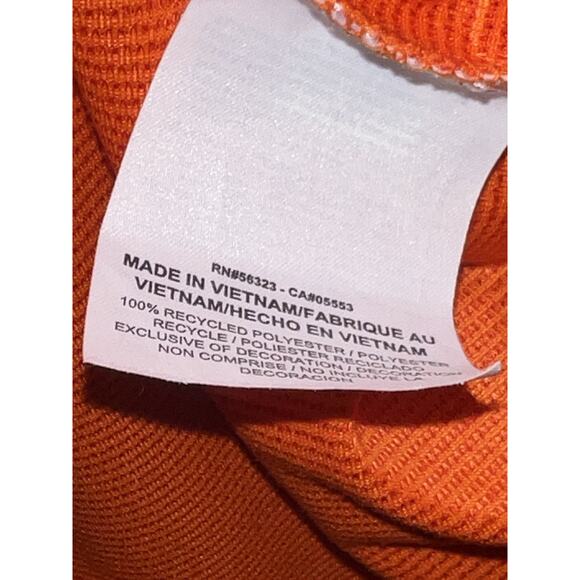 RN#56323 - CA#05553
MADE IN VIETNAM/FABRIQUE AU
VIETNAM/HECHO EN VIETNAM
100% RECYCLED POLYESTER / POLYESTER
RECYCLE / POLIESTER RECICLADO
EXCLUSIVE OF DECORATION / DECORATION
NON COMPRISE / NO INCLUYE LA
DECORACION